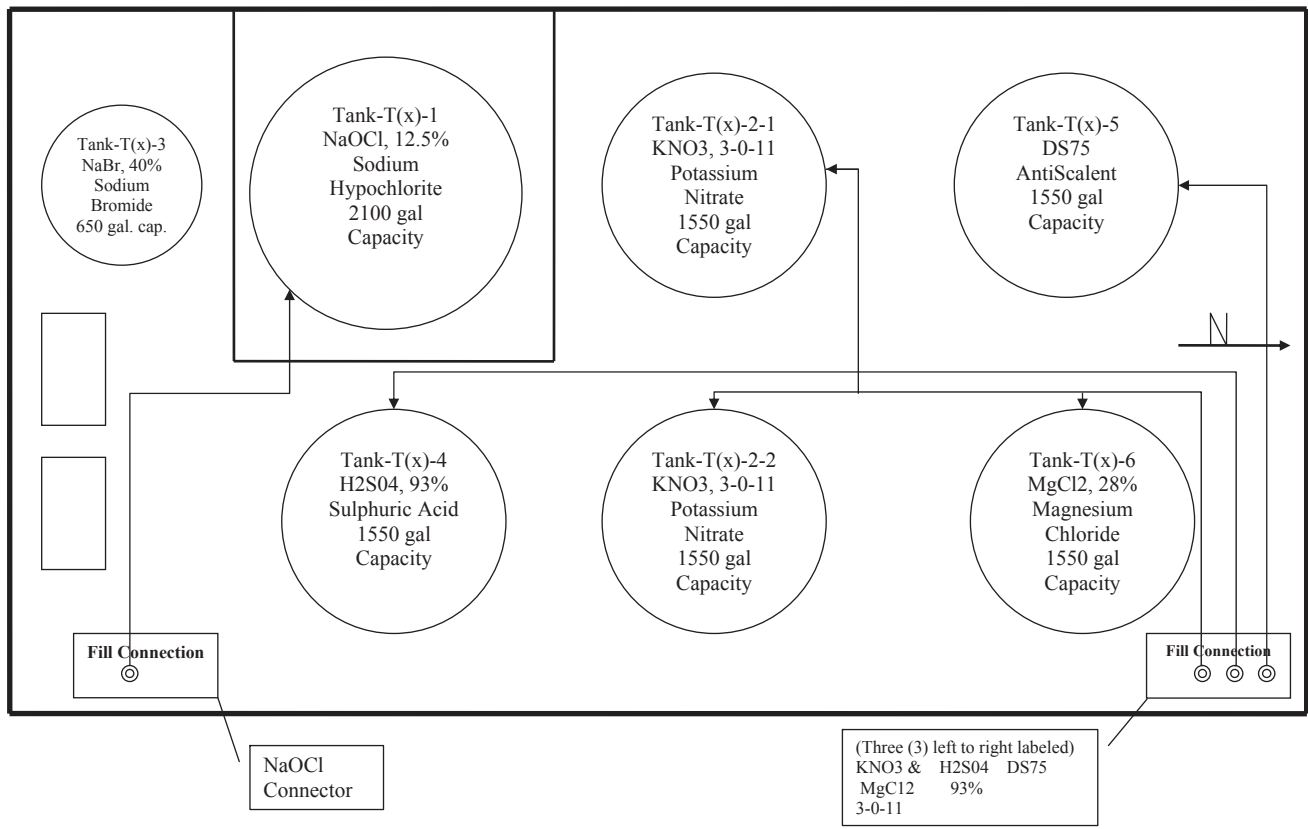 Tank-T(x)-3
NaBr, 40%
Sodium
Bromide
650 gal. cap.
Tank-T(x)-1
NaOCl, 12.5%
Sodium
Hypochlorite
2100 gal
Capacity
Tank-T(x)-2-1
KNO3, 3-0-11
Potassium
Nitrate
1550 gal
Capacity
Tank-T(x)-5
DS75
AntiScalent
1550 gal
Capacity
N
Tank-T(x)-4
H2S04, 93%
Sulphuric Acid
1550 gal
Capacity
Tank-T(x)-2-2
KNO3, 3-0-11
Potassium
Nitrate
1550 gal
Capacity
Tank-T(x)-6
MgCl2, 28%
Magnesium
Chloride
1550 gal
Capacity
Fill Connection
Fill Connection
NaOCl
Connector
(Three (3) left to right labeled)
KNO3 & H2S04 DS75
MgC12 93%
3-0-11